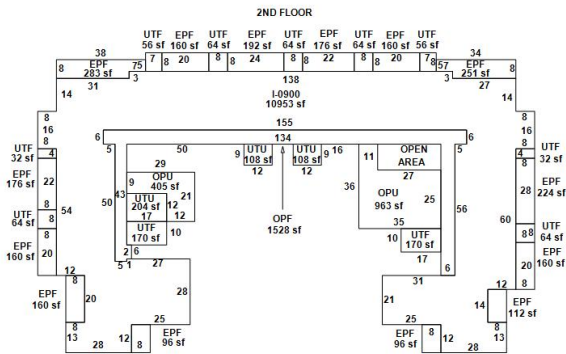 2ND FLOOR
UTF EPF UTF EPF UTF EPF UTF EPF UTF
56 sf 160 sf 64 sf 192 sf 64 sf 176 sf 64 sf 160 sf 56 sf
38 34
8 EPF 75 7 8 20 8 8 24 8 8 22 8 8 20 7 8 57 EPF 8
283 sf 3 138 3 251 sf
31 27
14 I-0900 14
10953 sf
8 8
16 155 16
6 134 6
8 5 50 9 UTU UTU 9 16 OPEN 5 8
UTF 4 108 sf 108 sf 11 AREA 4 UTF
32 sf 29 12 12 27 32 sf
EPF 22 9 OPU 36 28 EPF
176 sf 405 sf 224 sf
43 UTU 12 21 OPU 25
204 sf 963 sf
8 54 50 17 12 OPF 35 56 60
UTF 8 UTF 10 1528 sf 10 UTF 8 8 UTF
64 sf 170 sf 170 sf 64 sf
EPF 20 2 6 17 20 EPF
160 sf 5 1 27 6 160 sf
12 31 12
8 8
EPF 20 28 21 14 EPF
160 sf 112 sf
8 25 25 8
13 12 8 EPF EPF 8 12 13
28 96 sf 96 sf 28